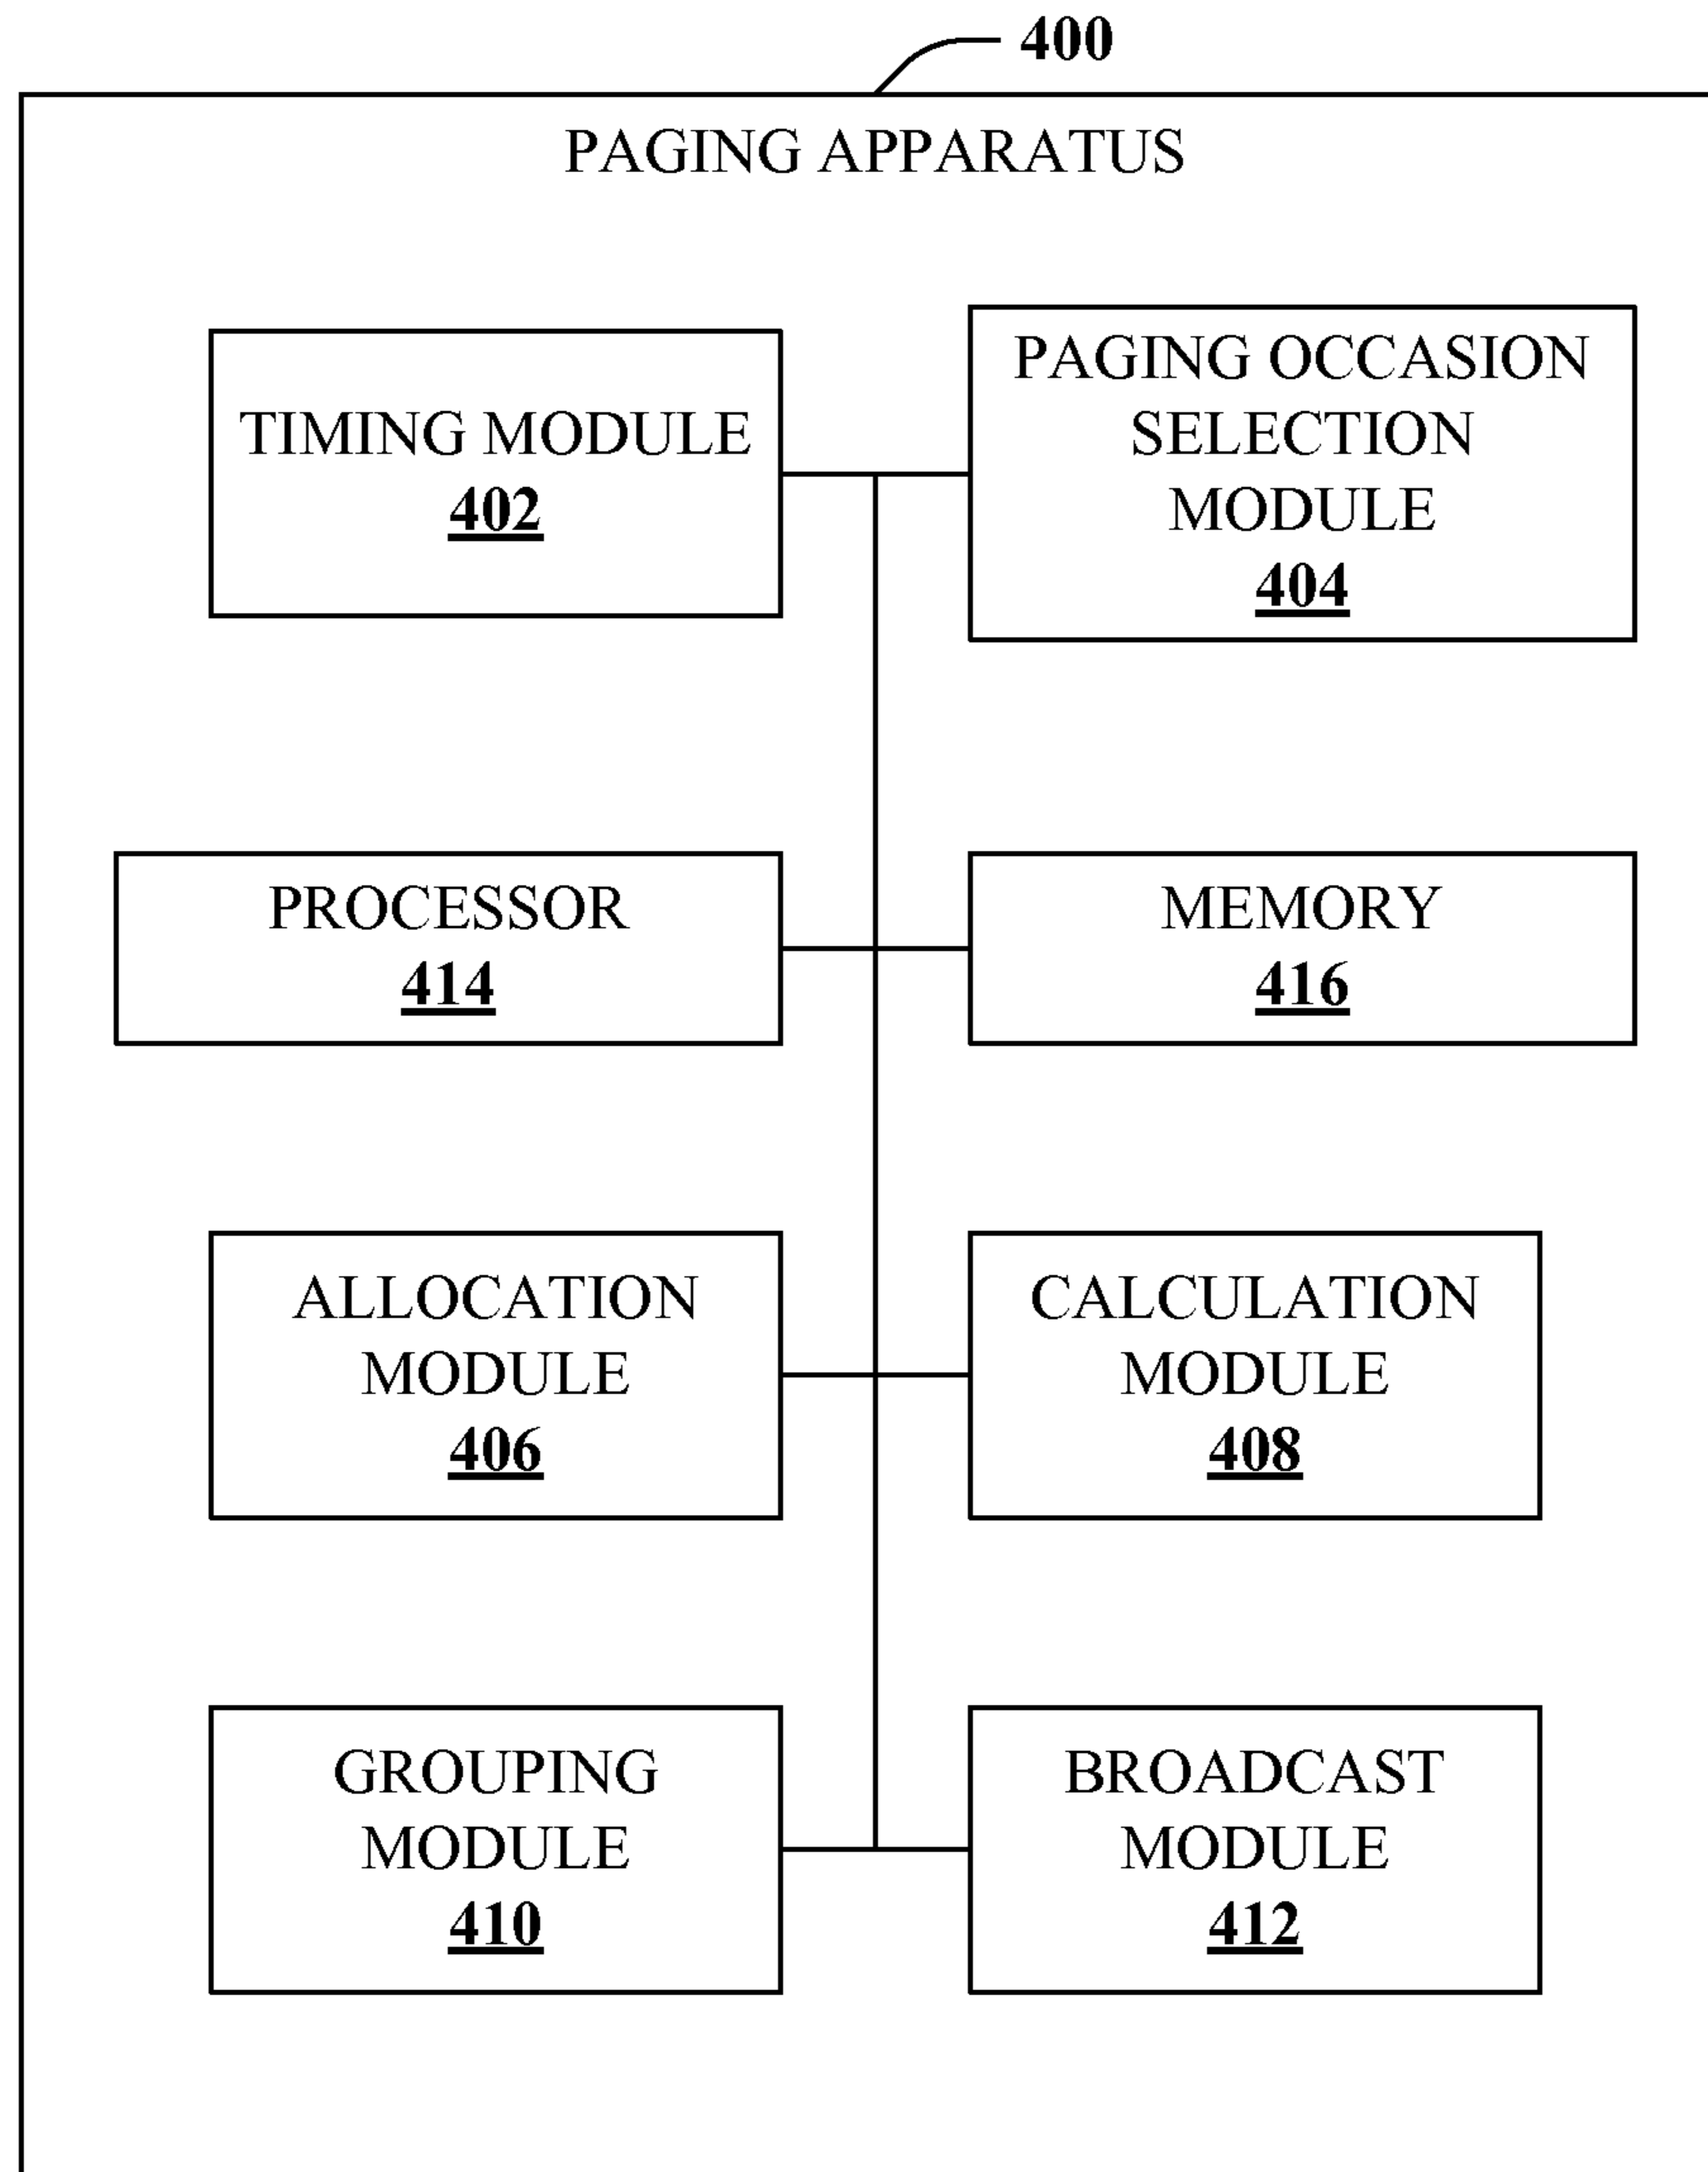 400
PAGING APPARATUS
TIMING MODULE
402
PAGING OCCASION
SELECTION
MODULE
404
PROCESSOR
414
MEMORY
416
ALLOCATION
MODULE
406
CALCULATION
MODULE
408
GROUPING
MODULE
410
BROADCAST
MODULE
412